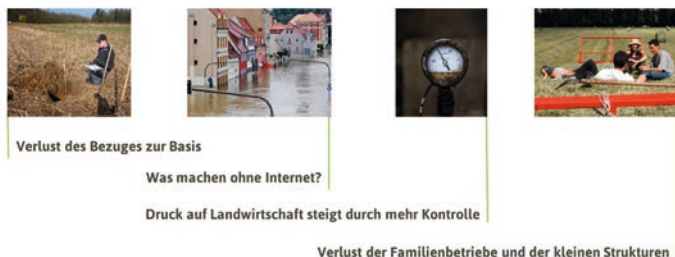 Verlust des Bezuges zur Basis
Was machen ohne Internet?
Druck auf Landwirtschaft steigt durch mehr Kontrolle
Verlust der Familienbetriebe und der kleinen Strukturen